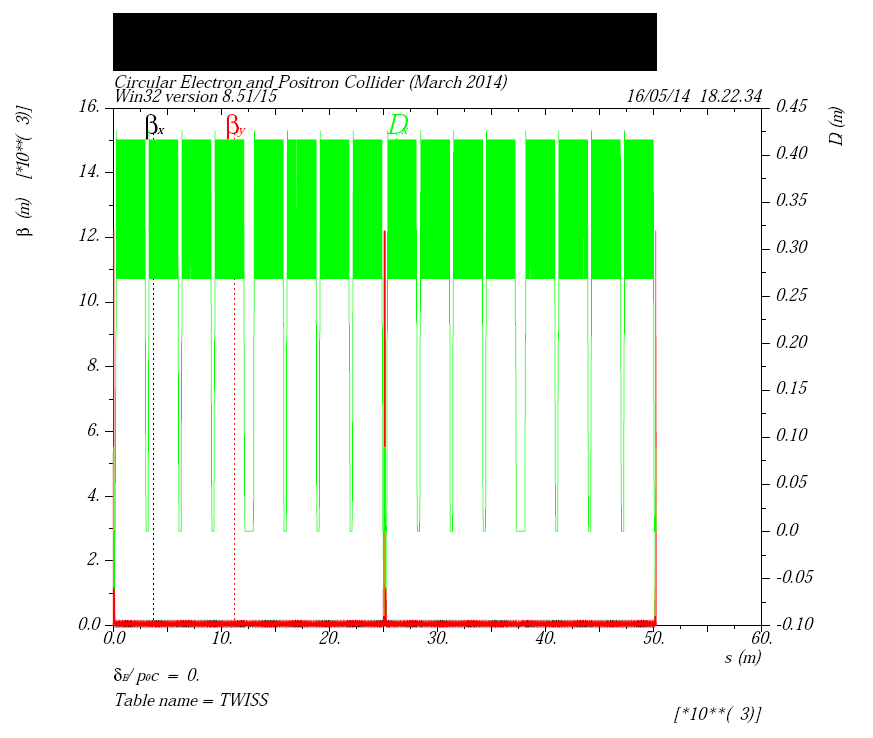 Circular Electron and Positron Collider (March 2014)
Win32 version 8.51/15 16/05/14 18.22.34
βx βy Dx
β (m) [*10**( 3)]
16.
14.
12.
10.
8.
6.
4.
2.
0.0
D (m)
0.45
0.40
0.35
0.30
0.25
0.20
0.15
0.10
0.05
0.0
-0.05
-0.10
0.0 10. 20. 30. 40. 50. 60.
s (m)
δE/ p0c = 0.
Table name = TWISS
[*10**( 3)]